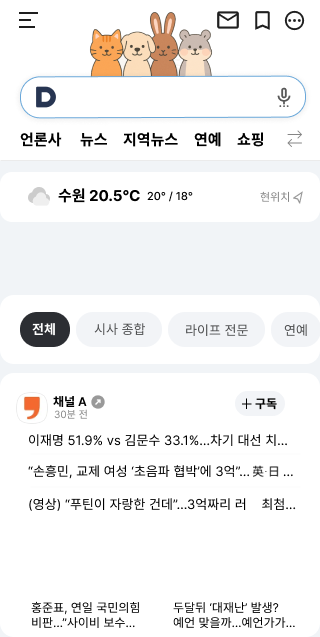 D
언론사 뉴스 지역뉴스 연예 쇼핑
수원 20.5°C 20° / 18° 현위치
전체 시사 종합 라이프 전문 연예
채널 A
30분 전
+ 구독
이재명 51.9% vs 김문수 33.1%…차기 대선 치…
“손흥민, 교제 여성 ‘초음파 협박’에 3억”… 英·日 …
(영상) “푸틴이 자랑한 건데”…3억짜리 러 최첨…
홍준표, 연일 국민의힘
비판…”사이비 보수…
두달뒤 ‘대재난’ 발생?
예언 맞을까…예언가가…